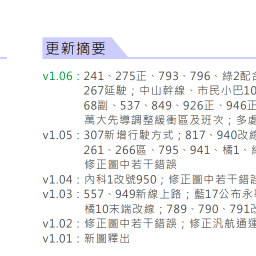 更新摘要
v1.06：241、275正、793、796、綠2配合
267延駛；中山幹線、市民小巴10
68副、537、849、926正、946正
萬大先導調整緩衝區及班次；多處
v1.05：307新增行駛方式；817、940改線
261、266區、795、941、橘1、
修正圖中若干錯誤
v1.04：內科1改號950；修正圖中若干錯誤
v1.03：557、949新線上路；藍17公布永
橘10末端改線；789、790、791改
v1.02：修正圖中若干錯誤；修正汎航通運
v1.01：新圖釋出